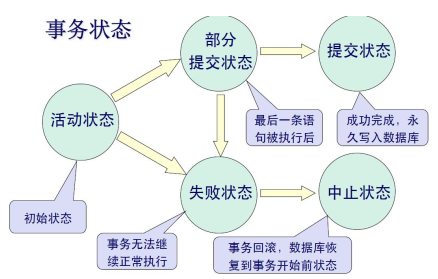 事务状态
部分
提交状态
提交状态
活动状态
最后一条语
句被执行后
成功完成，永
久写入数据库
失败状态
中止状态
初始状态
事务无法继
续正常执行
事务回滚，数据库恢
复到事务开始前状态